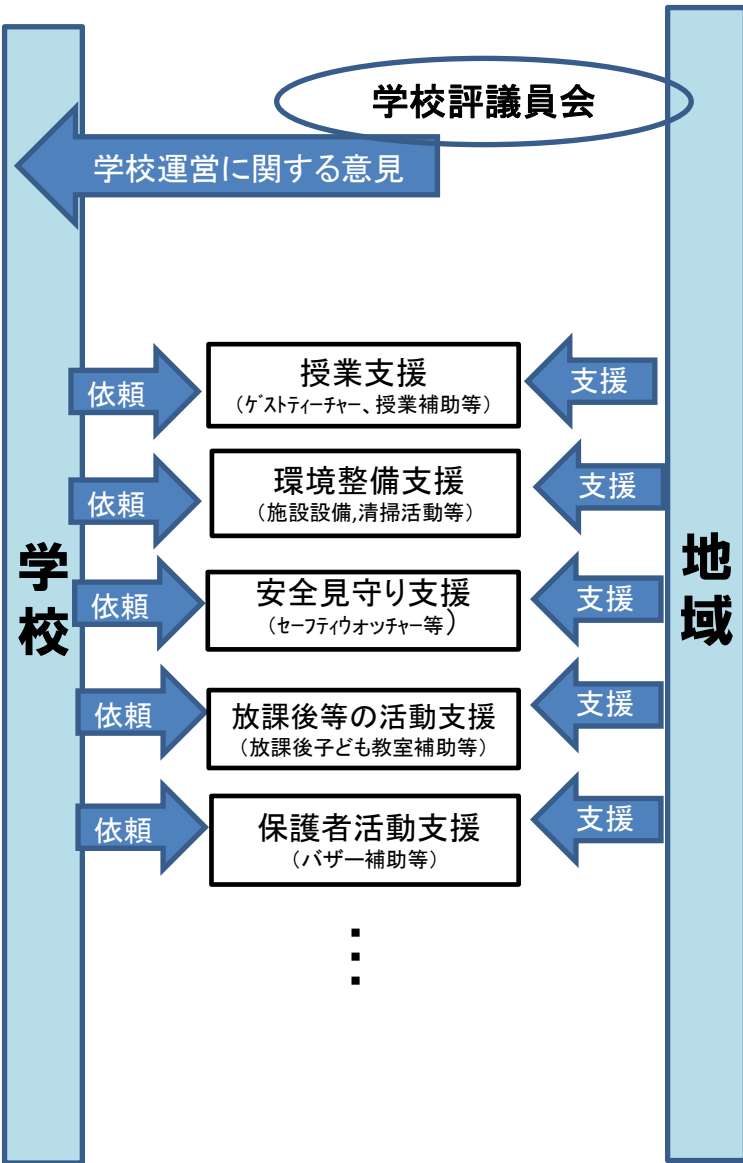 学校評議員会
学校運営に関する意見
学校
地域
依頼
授業支援
(ｹﾞｽﾄﾃｨｰﾁｬｰ、授業補助等)
支援
依頼
環境整備支援
(施設設備,清掃活動等)
支援
依頼
安全見守り支援
(ｾｰﾌﾃｨｳｫｯﾁｬｰ等)
支援
依頼
放課後等の活動支援
(放課後子ども教室補助等)
支援
依頼
保護者活動支援
(バザー補助等)
支援
⋮